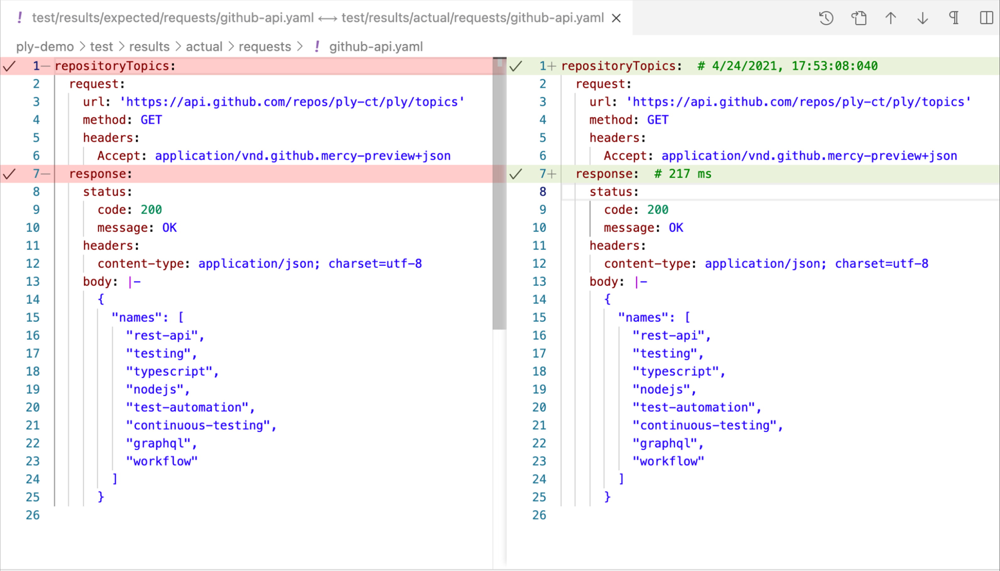 ! test/results/expected/requests/github-api.yaml ⟷ test/results/actual/requests/github-api.yaml ×
ply-demo > test > results > actual > requests > ! github-api.yaml
1— repositoryTopics:
2 request:
3 url: 'https://api.github.com/repos/ply-ct/ply/topics'
4 method: GET
5 headers:
6 Accept: application/vnd.github.mercy-preview+json
7— response:
8 status:
9 code: 200
10 message: OK
11 headers:
12 content-type: application/json; charset=utf-8
13 body: |-
14 {
15 "names": [
16 "rest-api",
17 "testing",
18 "typescript",
19 "nodejs",
20 "test-automation",
21 "continuous-testing",
22 "graphql",
23 "workflow"
24 ]
25 }
26
1+ repositoryTopics:  # 4/24/2021, 17:53:08:040
2 request:
3 url: 'https://api.github.com/repos/ply-ct/ply/topics'
4 method: GET
5 headers:
6 Accept: application/vnd.github.mercy-preview+json
7+ response:  # 217 ms
8 status:
9 code: 200
10 message: OK
11 headers:
12 content-type: application/json; charset=utf-8
13 body: |-
14 {
15 "names": [
16 "rest-api",
17 "testing",
18 "typescript",
19 "nodejs",
20 "test-automation",
21 "continuous-testing",
22 "graphql",
23 "workflow"
24 ]
25 }
26